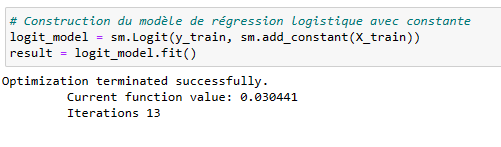 # Construction du modèle de régression logistique avec constante
logit_model = sm.Logit(y_train, sm.add_constant(X_train))
result = logit_model.fit()
Optimization terminated successfully.
         Current function value: 0.030441
         Iterations 13